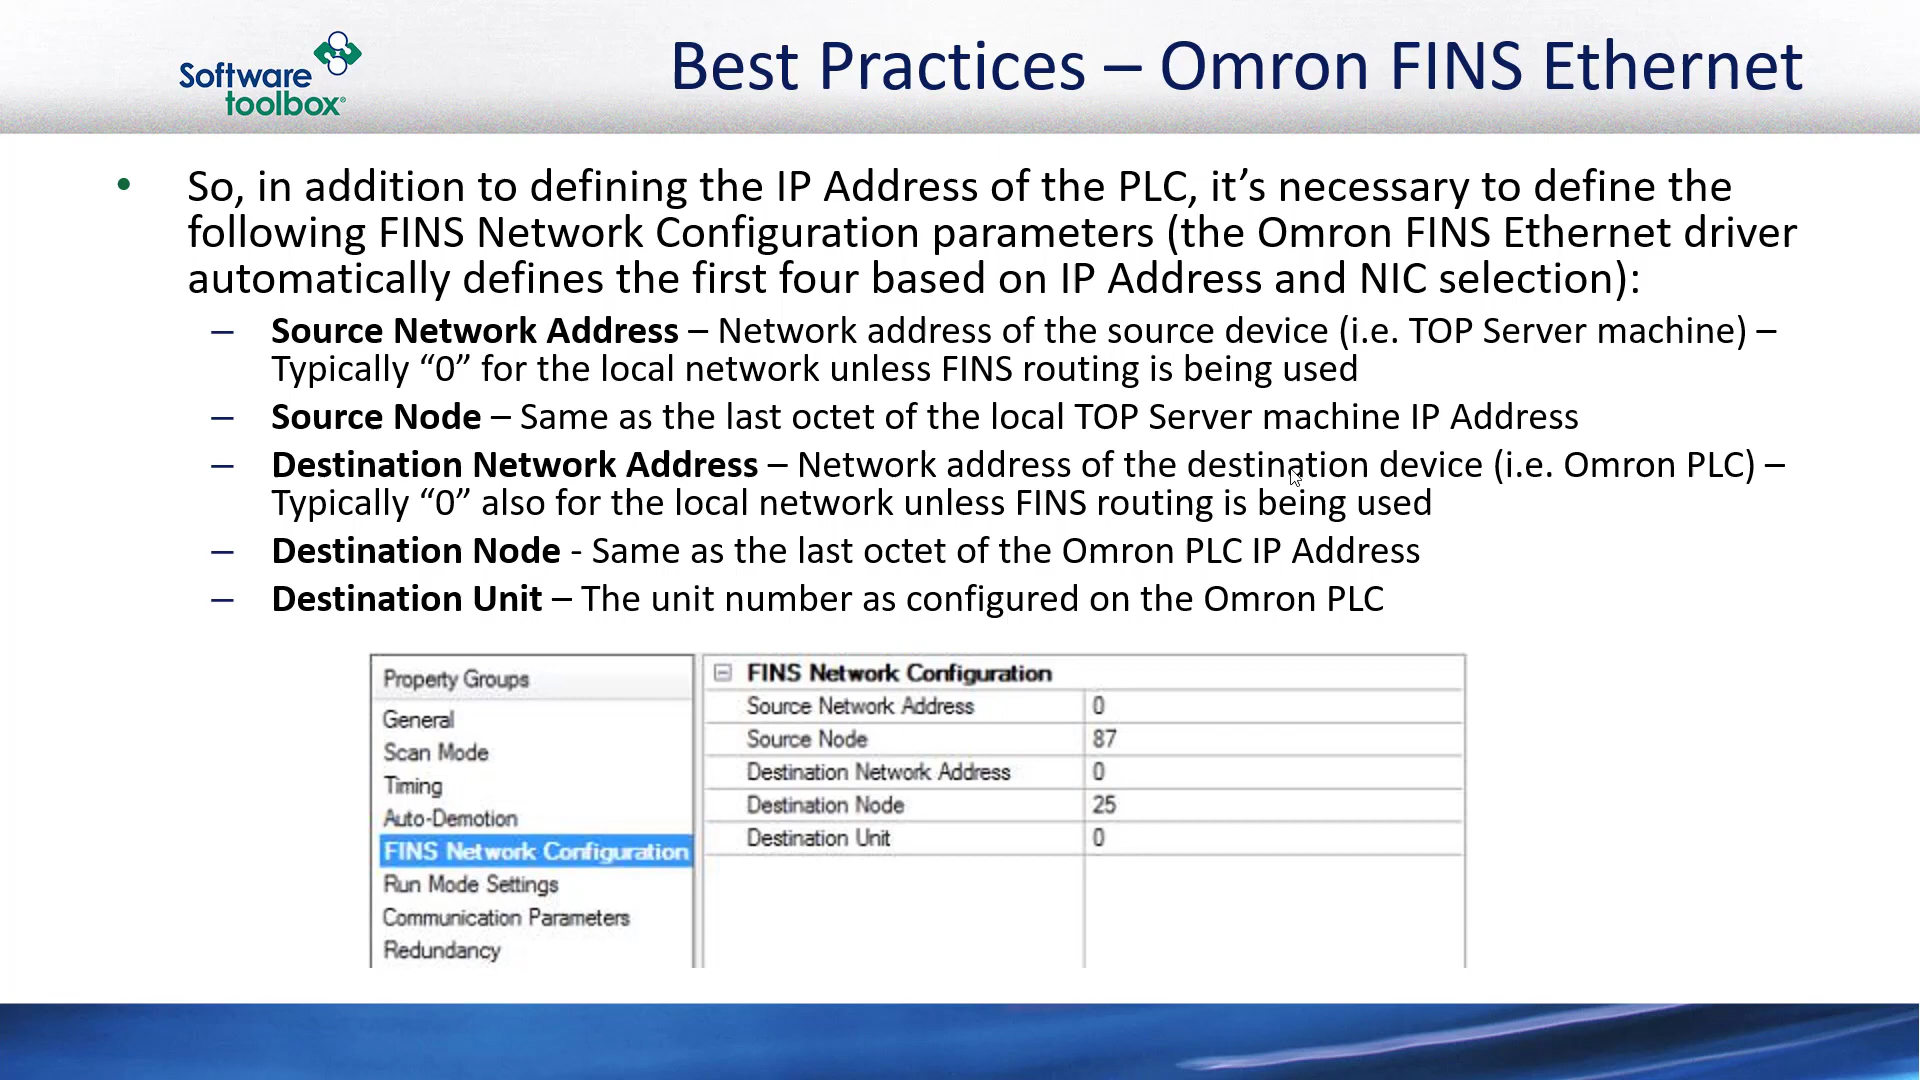 Software
toolbox®
Best Practices – Omron FINS Ethernet
• So, in addition to defining the IP Address of the PLC, it’s necessary to define the
following FINS Network Configuration parameters (the Omron FINS Ethernet driver
automatically defines the first four based on IP Address and NIC selection):
– Source Network Address – Network address of the source device (i.e. TOP Server machine) –
Typically “0” for the local network unless FINS routing is being used
– Source Node – Same as the last octet of the local TOP Server machine IP Address
– Destination Network Address – Network address of the destination device (i.e. Omron PLC) –
Typically “0” also for the local network unless FINS routing is being used
– Destination Node - Same as the last octet of the Omron PLC IP Address
– Destination Unit – The unit number as configured on the Omron PLC
Property Groups
General
Scan Mode
Timing
Auto-Demotion
FINS Network Configuration
Run Mode Settings
Communication Parameters
Redundancy
FINS Network Configuration
Source Network Address 0
Source Node 87
Destination Network Address 0
Destination Node 25
Destination Unit 0